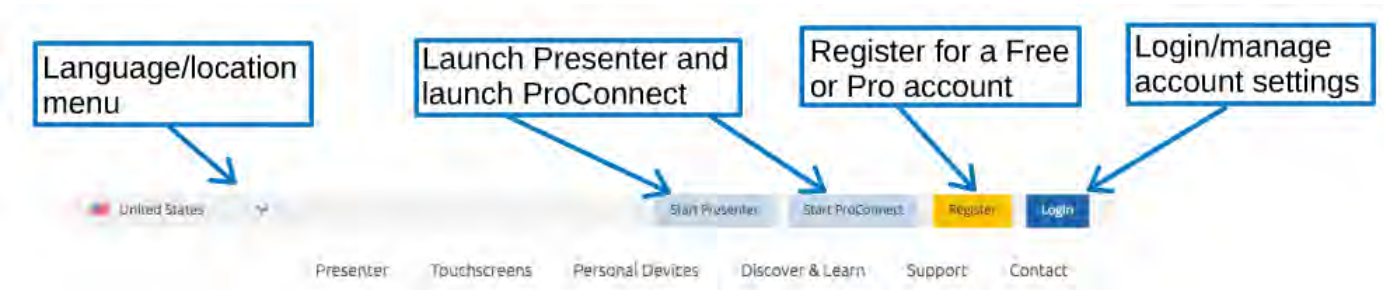 Language/location
menu
Launch Presenter and
launch ProConnect
Register for a Free
or Pro account
Login/manage
account settings
United States
Start Presenter
Start ProConnect
Register
Login
Presenter
Touchscreens
Personal Devices
Discover & Learn
Support
Contact